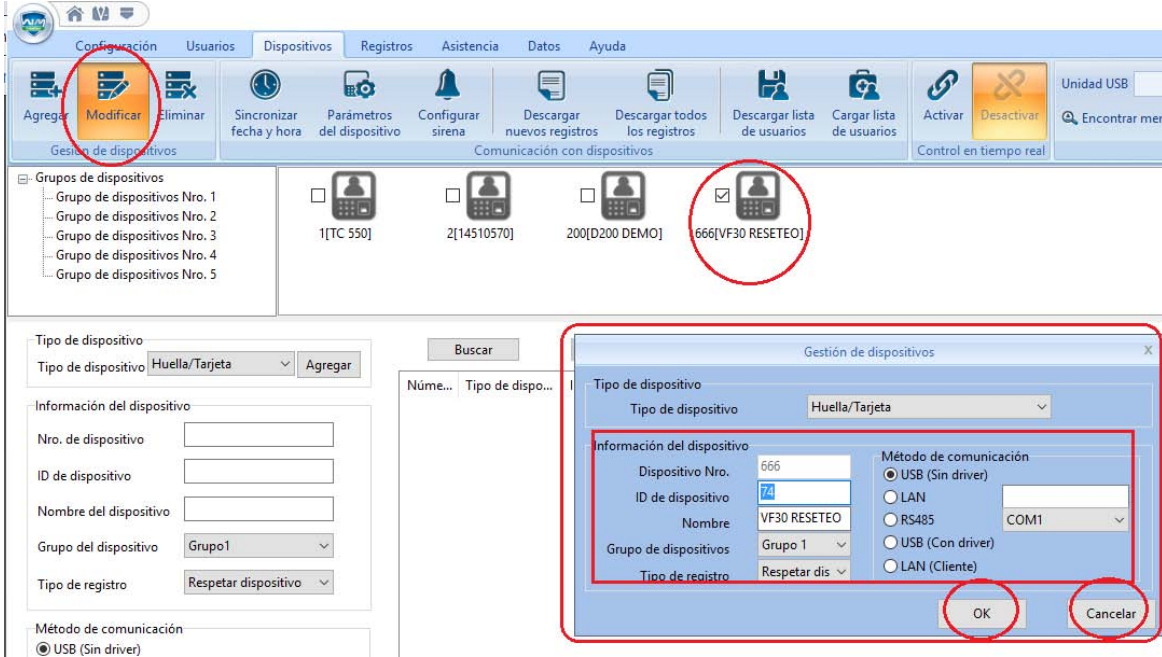 Configuración Usuarios Dispositivos Registros Asistencia Datos Ayuda
Agregar Modificar Eliminar
Gestión de dispositivos
Sincronizar fecha y hora
Parámetros del dispositivo
Configurar sirena
Descargar nuevos registros
Descargar todos los registros
Descargar lista de usuarios
Cargar lista de usuarios
Comunicación con dispositivos
Activar Desactivar
Control en tiempo real
Unidad USB
Encontrar mer
Grupos de dispositivos
Grupo de dispositivos Nro. 1
Grupo de dispositivos Nro. 2
Grupo de dispositivos Nro. 3
Grupo de dispositivos Nro. 4
Grupo de dispositivos Nro. 5
1[TC 550] 2[14510570] 200[D200 DEMO] 666[VF30 RESETEO]
Tipo de dispositivo
Tipo de dispositivo Huella/Tarjeta Agregar
Información del dispositivo
Nro. de dispositivo
ID de dispositivo
Nombre del dispositivo
Grupo del dispositivo Grupo1
Tipo de registro Respetar dispositivo
Método de comunicación
USB (Sin driver)
Buscar
Núme... Tipo de dispo...
Gestión de dispositivos X
Tipo de dispositivo
Tipo de dispositivo Huella/Tarjeta
Información del dispositivo
Dispositivo Nro. 666
ID de dispositivo 74
Nombre VF30 RESETEO
Grupo de dispositivos Grupo 1
Tipo de registro Respetar dis
Método de comunicación
USB (Sin driver)
LAN
RS485 COM1
USB (Con driver)
LAN (Cliente)
OK Cancelar